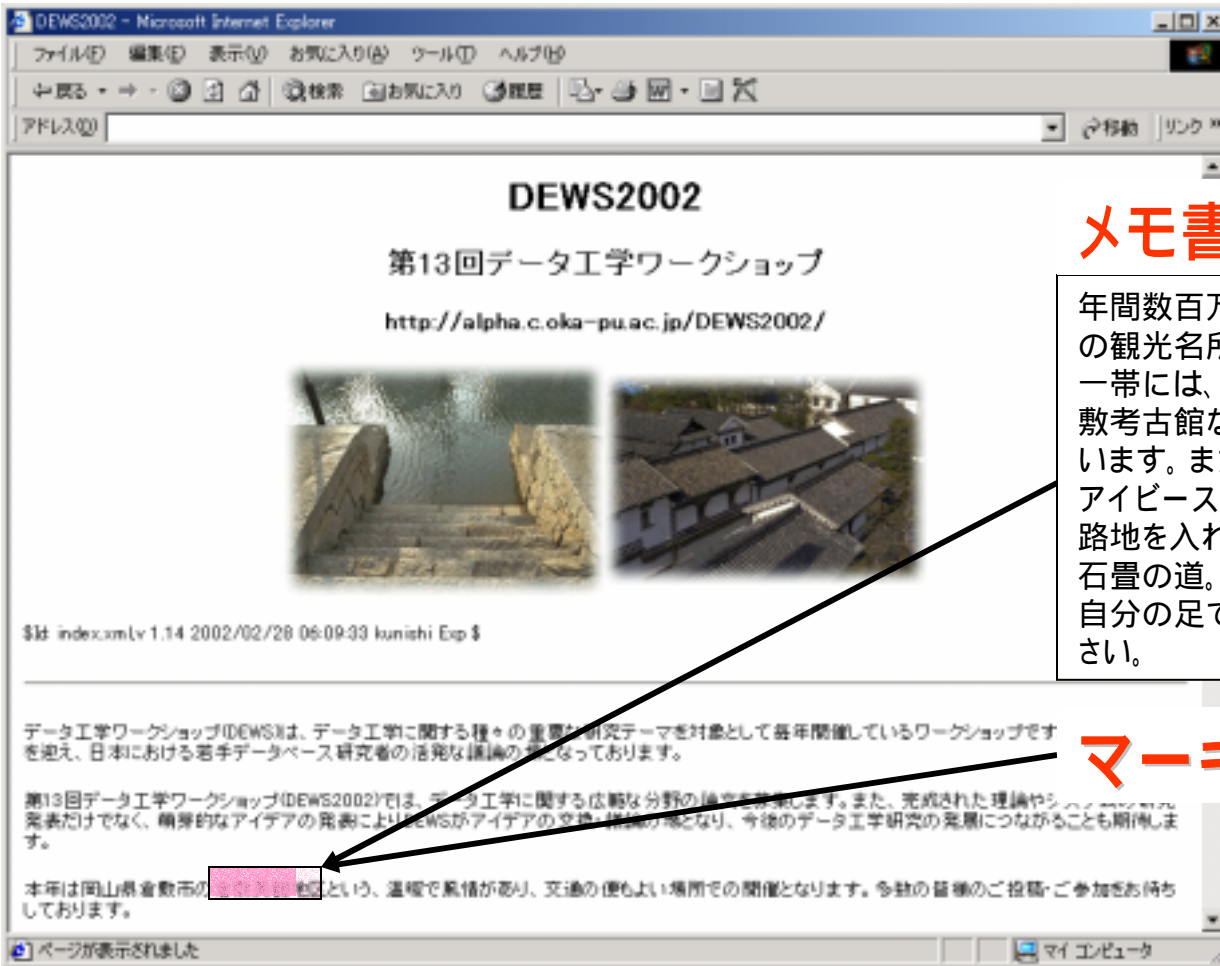 DEWS2002 - Microsoft Internet Explorer
ファイル(F) 編集(E) 表示(V) お気に入り(A) ツール(T) ヘルプ(H)
戻る 検索 お気に入り 履歴
アドレス(D) 移動 リンク »
DEWS2002
第13回データ工学ワークショップ
http://alpha.c.oka-pu.ac.jp/DEWS2002/
メモ書
年間数百万
の観光名所
一帯には、
敷考古館な
います。また
アイビース
路地を入れ
石畳の道。
自分の足で
さい。
$Id: index.xml,v 1.14 2002/02/28 06:09:33 kunishi Exp $
データ工学ワークショップ(DEWS)は、データ工学に関する種々の重要な研究テーマを対象として毎年開催しているワークショップです
を迎え、日本における若手データベース研究者の活発な議論の場となっております。
マーキ
第13回データ工学ワークショップ(DEWS2002)では、データ工学に関する広範な分野の論文を募集します。また、完成された理論やシステムの研究
発表だけでなく、萌芽的なアイデアの発表によりDEWSがアイデアの交換・議論の場となり、今後のデータ工学研究の発展につながることも期待しま
す。
本年は岡山県倉敷市の 地区という、温暖で風情があり、交通の便もよい場所での開催となります。多数の皆様のご投稿・ご参加をお待ち
しております。
ページが表示されました マイ コンピュータ